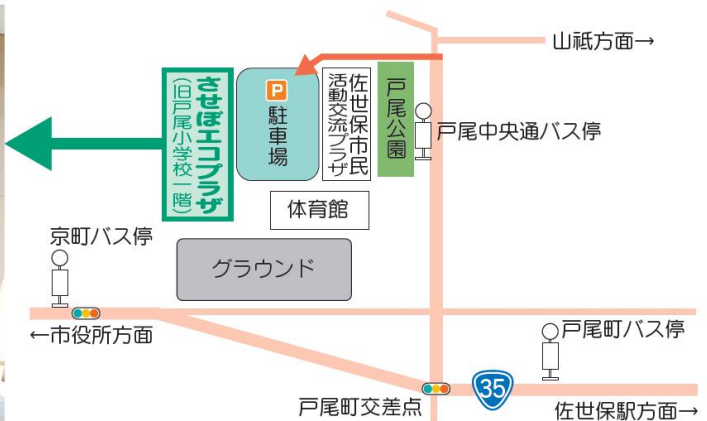 山祇方面→
させぼエコプラザ
(旧戸尾小学校一階)
P
駐車場
佐世保市民
活動交流プラザ
戸尾公園
戸尾中央通バス停
体育館
京町バス停
グラウンド
←市役所方面
戸尾町バス停
戸尾町交差点
35
佐世保駅方面→